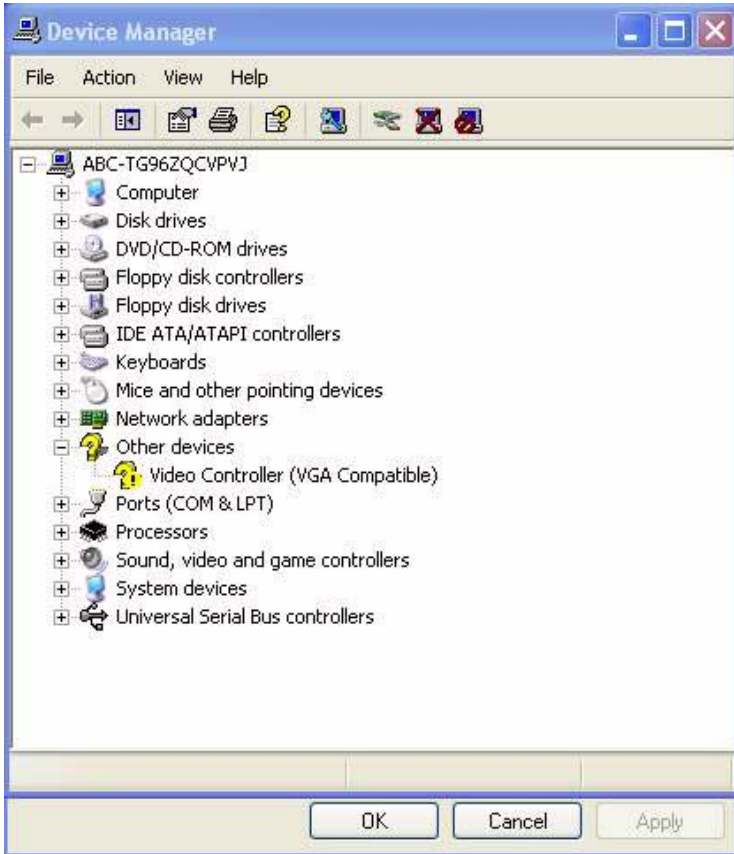 Device Manager
File Action View Help
ABC-TG96ZQCVPVJ
Computer
Disk drives
DVD/CD-ROM drives
Floppy disk controllers
Floppy disk drives
IDE ATA/ATAPI controllers
Keyboards
Mice and other pointing devices
Network adapters
Other devices
Video Controller (VGA Compatible)
Ports (COM & LPT)
Processors
Sound, video and game controllers
System devices
Universal Serial Bus controllers
OK Cancel Apply